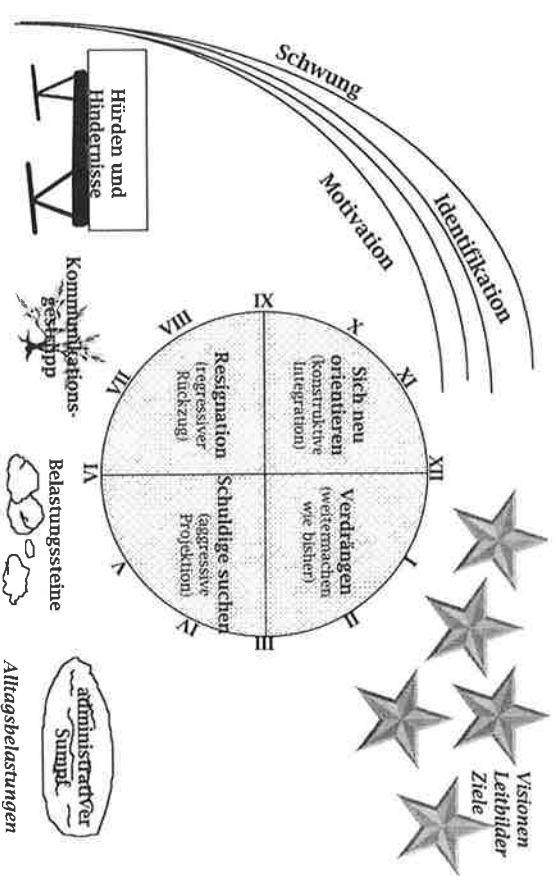 Visionen
Leitbilder
Ziele
Identifikation
Schwung
Motivation
XII
XI
I
X
II
IX
III
VIII
IV
VII
V
VI
Sich neu
orientieren
(konstruktive
Integration)
Verdrängen
(weitermachen
wie bisher)
Resignation
(regressiver
Rückzug)
Schuldige suchen
(aggressive
Projektion)
Hürden und
Hindernisse
Kommunikations-
gestrüpp
Belastungssteine
administrativer
Sumpf
Alltagsbelastungen